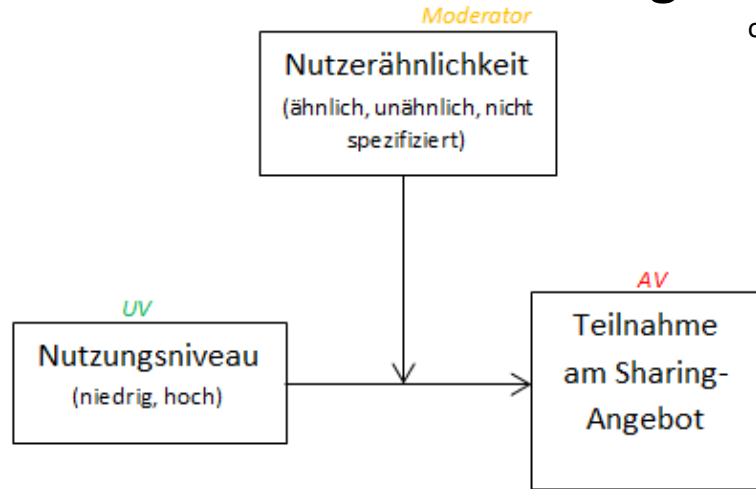 Moderator
Nutzerähnlichkeit
(ähnlich, unähnlich, nicht
spezifiziert)
UV
Nutzungsniveau
(niedrig, hoch)
AV
Teilnahme
am Sharing-
Angebot